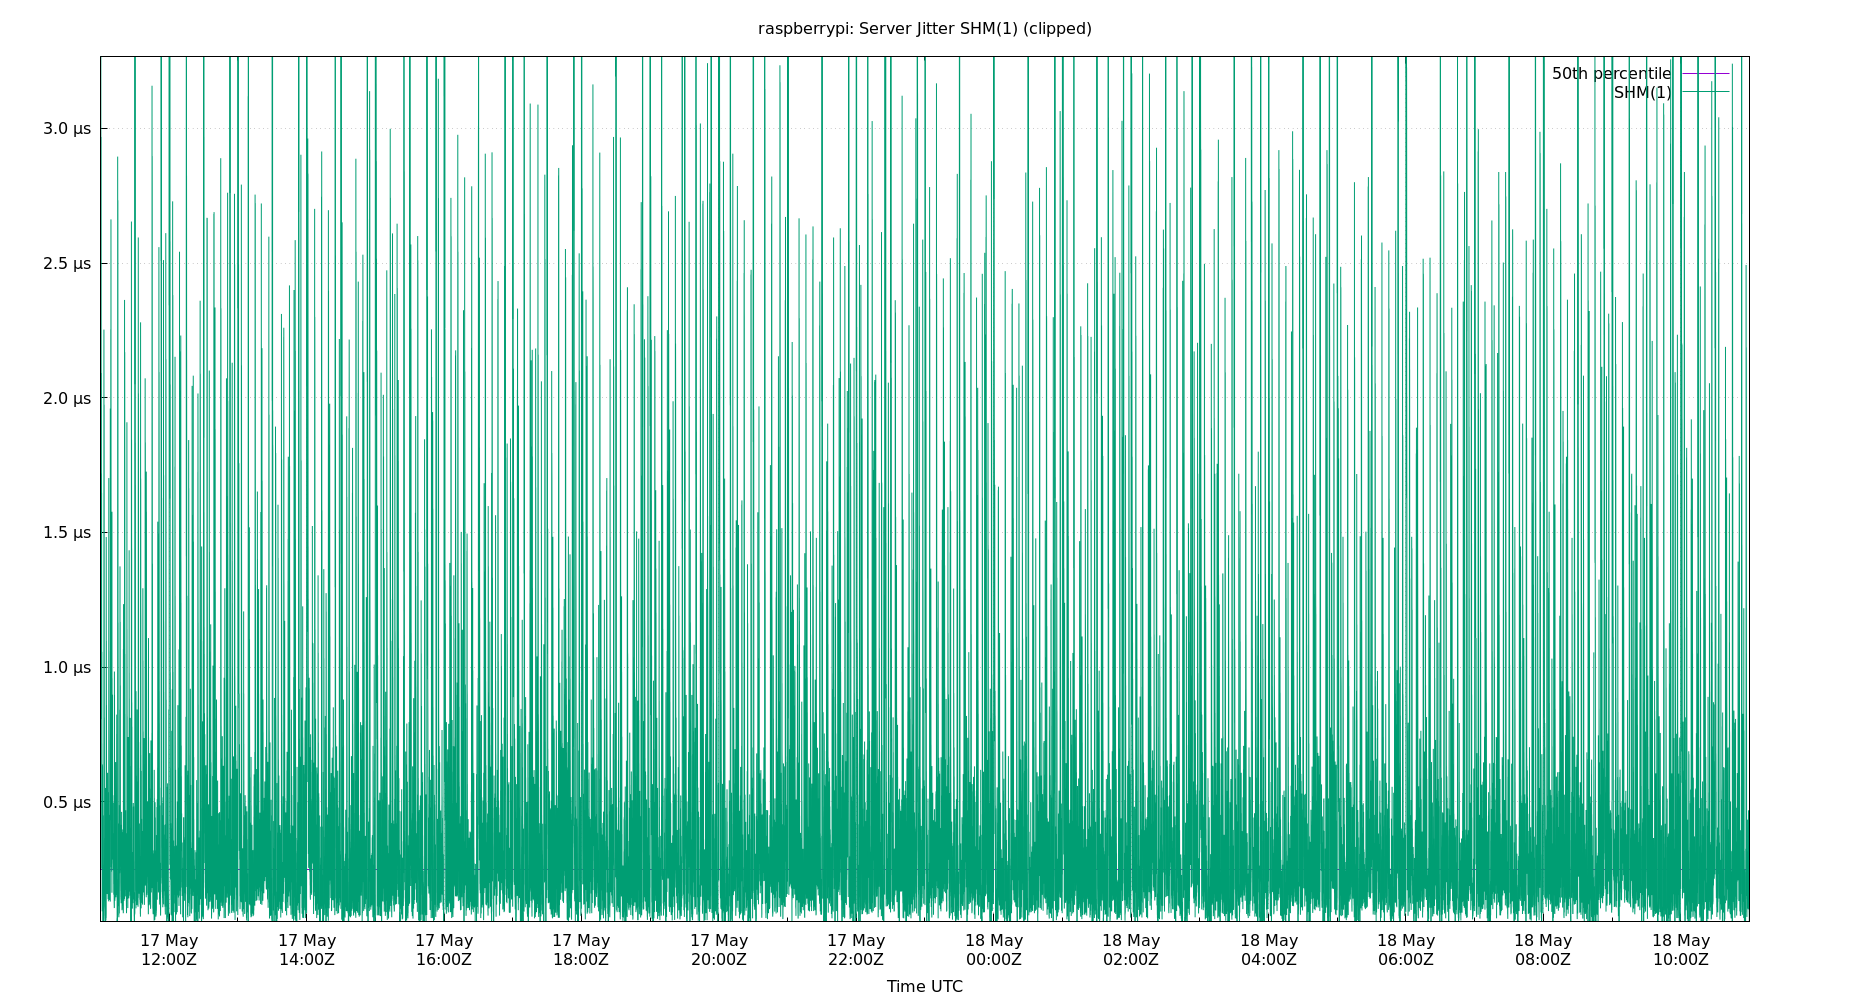 raspberrypi: Server Jitter SHM(1) (clipped)
50th percentile
SHM(1)
3.0 µs
2.5 µs
2.0 µs
1.5 µs
1.0 µs
0.5 µs
17 May 17 May 17 May 17 May 17 May 17 May 18 May 18 May 18 May 18 May 18 May 18 May
12:00Z 14:00Z 16:00Z 18:00Z 20:00Z 22:00Z 00:00Z 02:00Z 04:00Z 06:00Z 08:00Z 10:00Z
Time UTC